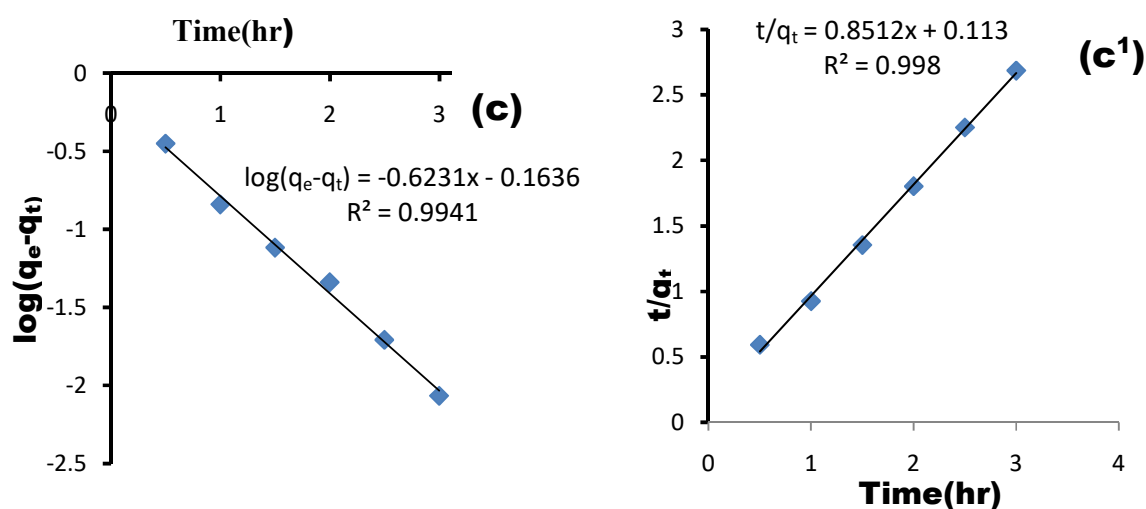 Time(hr)
0
-0.5
-1
-1.5
-2
-2.5
0
1
2
3
(c)
log(qₑ-qₜ) = -0.6231x - 0.1636
R² = 0.9941
log(qₑ-qₜ)
t/qₜ = 0.8512x + 0.113
R² = 0.998
(c¹)
3
2.5
2
1.5
1
0.5
0
t/qₜ
0
1
2
3
4
Time(hr)